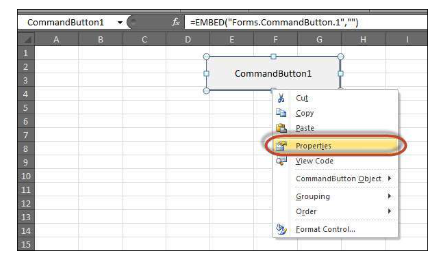 CommandButton1 fx =EMBED("Forms.CommandButton.1","")
A B C D E F G H I
1
2
3
4
5
6
7
8
9
10
11
12
13
14
15
CommandButton1
Cut
Copy
Paste
Properties
View Code
CommandButton Object
Grouping
Order
Format Control...